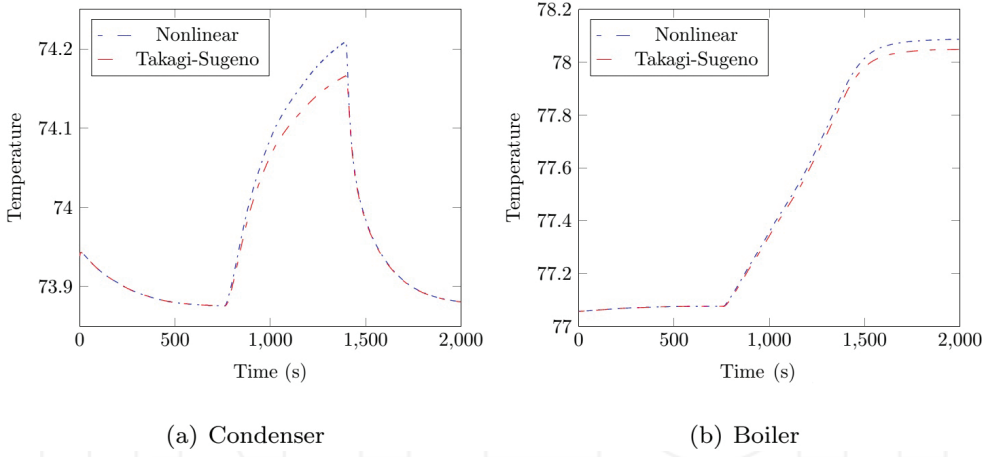 Nonlinear
Takagi-Sugeno
74.2
74.1
74
73.9
Temperature
0
500
1,000
1,500
2,000
Time (s)
(a) Condenser
Nonlinear
Takagi-Sugeno
78.2
78
77.8
77.6
77.4
77.2
77
Temperature
0
500
1,000
1,500
2,000
Time (s)
(b) Boiler